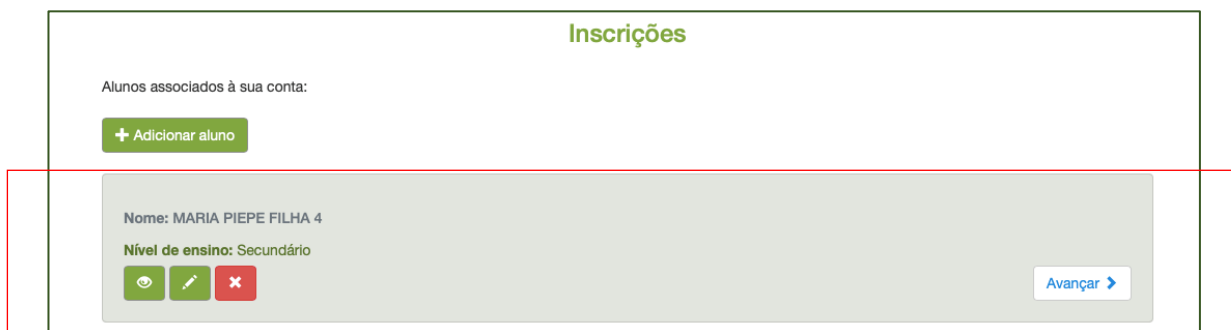 Inscrições
Alunos associados à sua conta:
Adicionar aluno
Nome: MARIA PIEPE FILHA 4
Nível de ensino: Secundário
Avançar